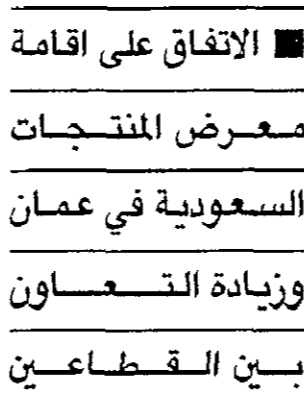 ■ الاتفاق على اقامة
معرض المنتجات
السعودية في عمان
وزيادة التعاون
بين القطاعين